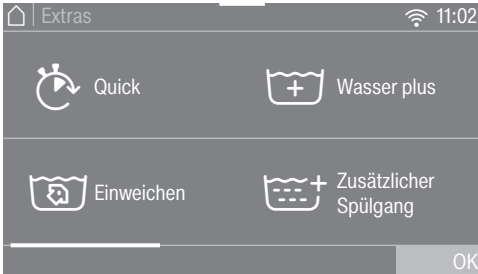 Extras 11:02
Quick
Wasser plus
Einweichen
Zusätzlicher
Spülgang
OK